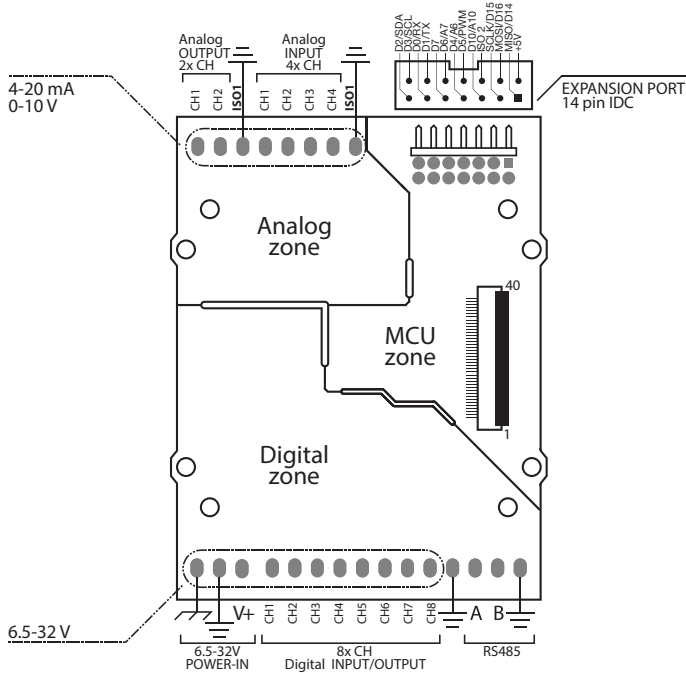 Analog
OUTPUT
2x CH
Analog
INPUT
4x CH
D2/SDA
D3/SCL
D0/RX
D1/TX
D7
D6/A7
D4/A6
D5/PWM
D10/A10
ISO 2
SCLK/D15
MOSI/D16
MISO/D14
+5V
4-20 mA
0-10 V
CH1
CH2
ISO1
CH1
CH2
CH3
CH4
ISO1
EXPANSION PORT
14 pin IDC
Analog
zone
40
MCU
zone
1
Digital
zone
6.5-32 V
V+
CH1
CH2
CH3
CH4
CH5
CH6
CH7
CH8
A
B
6.5-32V
POWER-IN
8x CH
Digital INPUT/OUTPUT
RS485